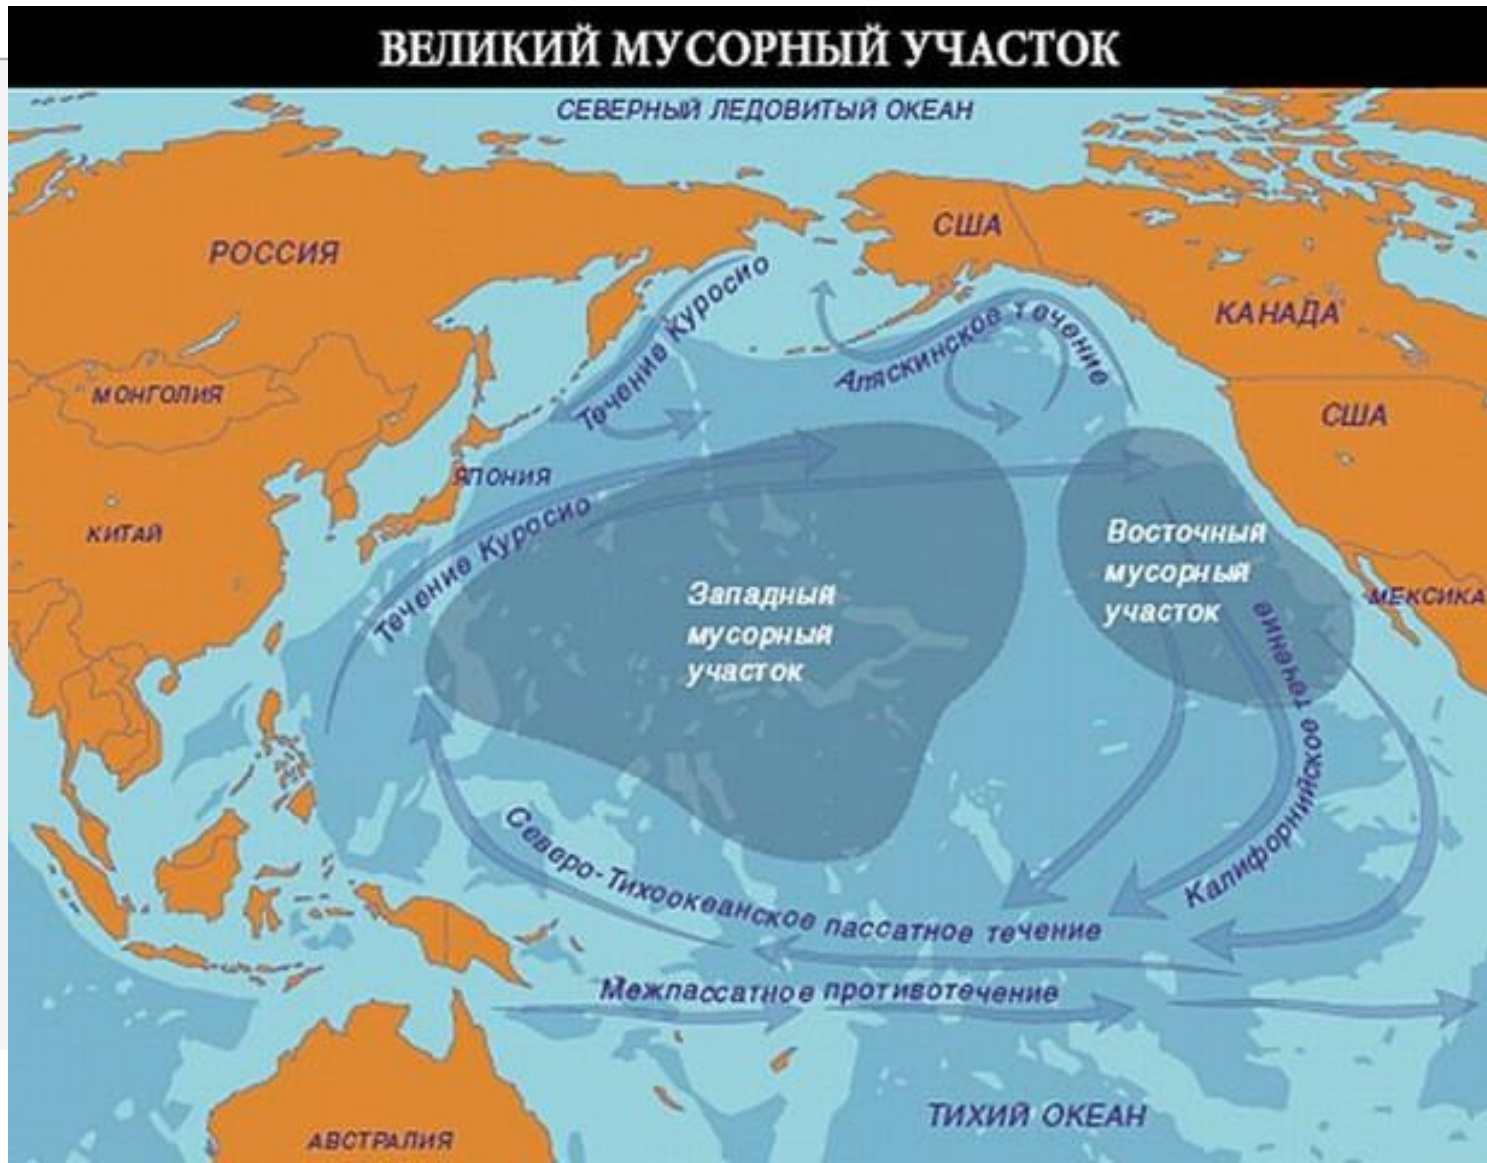 ВЕЛИКИЙ МУСОРНЫЙ УЧАСТОК
СЕВЕРНЫЙ ЛЕДОВИТЫЙ ОКЕАН
РОССИЯ
США
КАНАДА
Течение Куросио
Аляскинское течение
МОНГОЛИЯ
США
ЯПОНИЯ
КИТАЙ
Течение Куросио
Западный
мусорный
участок
Восточный
мусорный
участок
МЕКСИКА
Калифорнийское течение
Северо-Тихоокеанское пассатное течение
Межпассатное противотечение
ТИХИЙ ОКЕАН
АВСТРАЛИЯ